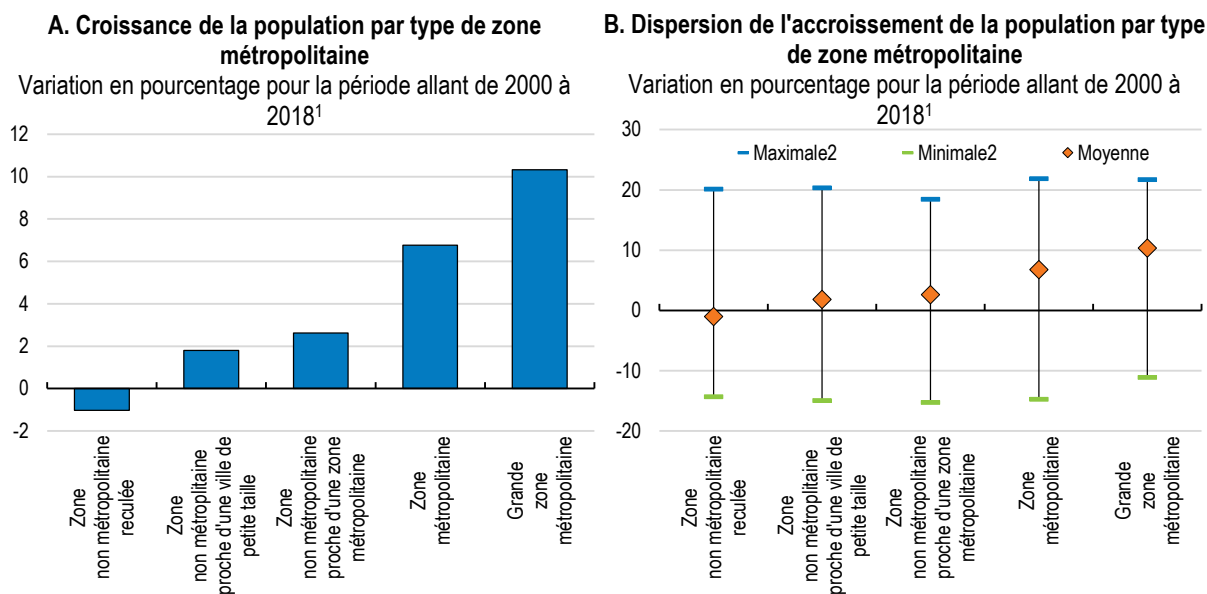 A. Croissance de la population par type de zone
métropolitaine
Variation en pourcentage pour la période allant de 2000 à
2018¹
12
10
8
6
4
2
0
-2
Zone
non métropolitaine
reculée
Zone
non métroplitaine
proche d'une ville de
petite taille
Zone
non métropolitaine
proche d'une zone
métropolitaine
Zone
métropolitaine
Grande
zone
métropolitaine
B. Dispersion de l'accroissement de la population par type
de zone métropolitaine
Variation en pourcentage pour la période allant de 2000 à
2018¹
30
20
10
0
-10
-20
Maximale2 Minimale2 Moyenne
Zone
non métropolitaine
reculée
Zone
non métroplitaine
proche d'une ville de
petite taille
Zone
non métropolitaine
proche d'une zone
métropolitaine
Zone
métropolitaine
Grande
zone
métropolitaine